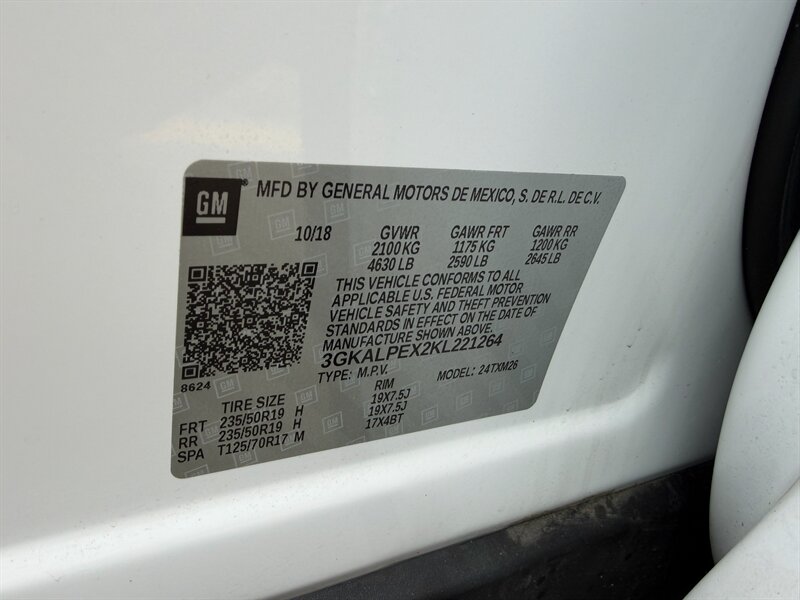 GM® MFD BY GENERAL MOTORS DE MEXICO, S. DE R.L. DE C.V.
10/18 GVWR GAWR FRT GAWR RR
2100 KG 1175 KG 1200 KG
4630 LB 2590 LB 2645 LB
THIS VEHICLE CONFORMS TO ALL
APPLICABLE U.S. FEDERAL MOTOR
VEHICLE SAFETY AND THEFT PREVENTION
STANDARDS IN EFFECT ON THE DATE OF
MANUFACTURE SHOWN ABOVE.
3GKALPEX2KL221264
TYPE: M.P.V. MODEL: 24TXM26
8624
TIRE SIZE RIM
FRT 235/50R19 H 19X7.5J
RR 235/50R19 H 19X7.5J
SPA T125/70R17 M 17X4BT